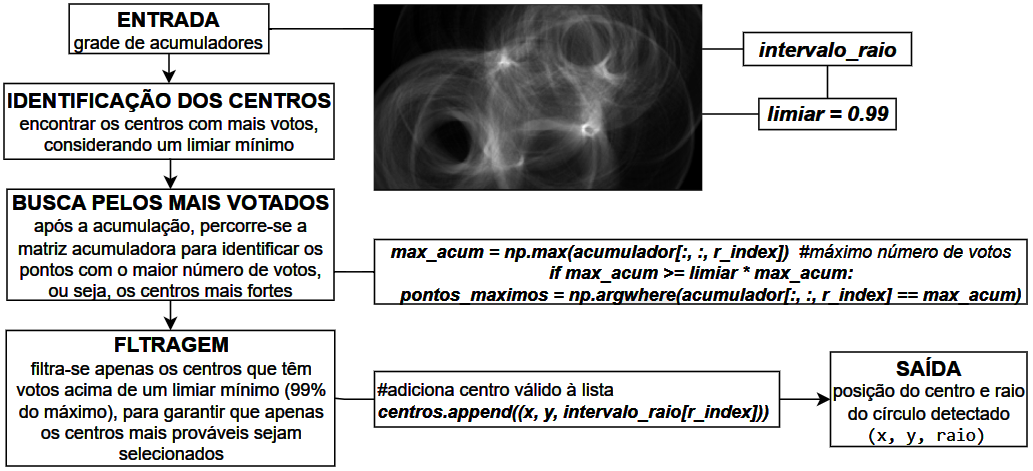 ENTRADA
grade de acumuladores
intervalo_raio
limiar = 0.99
IDENTIFICAÇÃO DOS CENTROS
encontrar os centros com mais votos,
considerando um limiar mínimo
BUSCA PELOS MAIS VOTADOS
após a acumulação, percorre-se a
matriz acumuladora para identificar os
pontos com o maior número de votos,
ou seja, os centros mais fortes
max_acum = np.max(acumulador[:, :, r_index]) #máximo número de votos
if max_acum >= limiar * max_acum:
pontos_maximos = np.argwhere(acumulador[:, :, r_index] == max_acum)
FLTRAGEM
filtra-se apenas os centros que têm
votos acima de um limiar mínimo (99%
do máximo), para garantir que apenas
os centros mais prováveis sejam
selecionados
#adiciona centro válido à lista
centros.append((x, y, intervalo_raio[r_index]))
SAÍDA
posição do centro e raio
do círculo detectado
(x, y, raio)